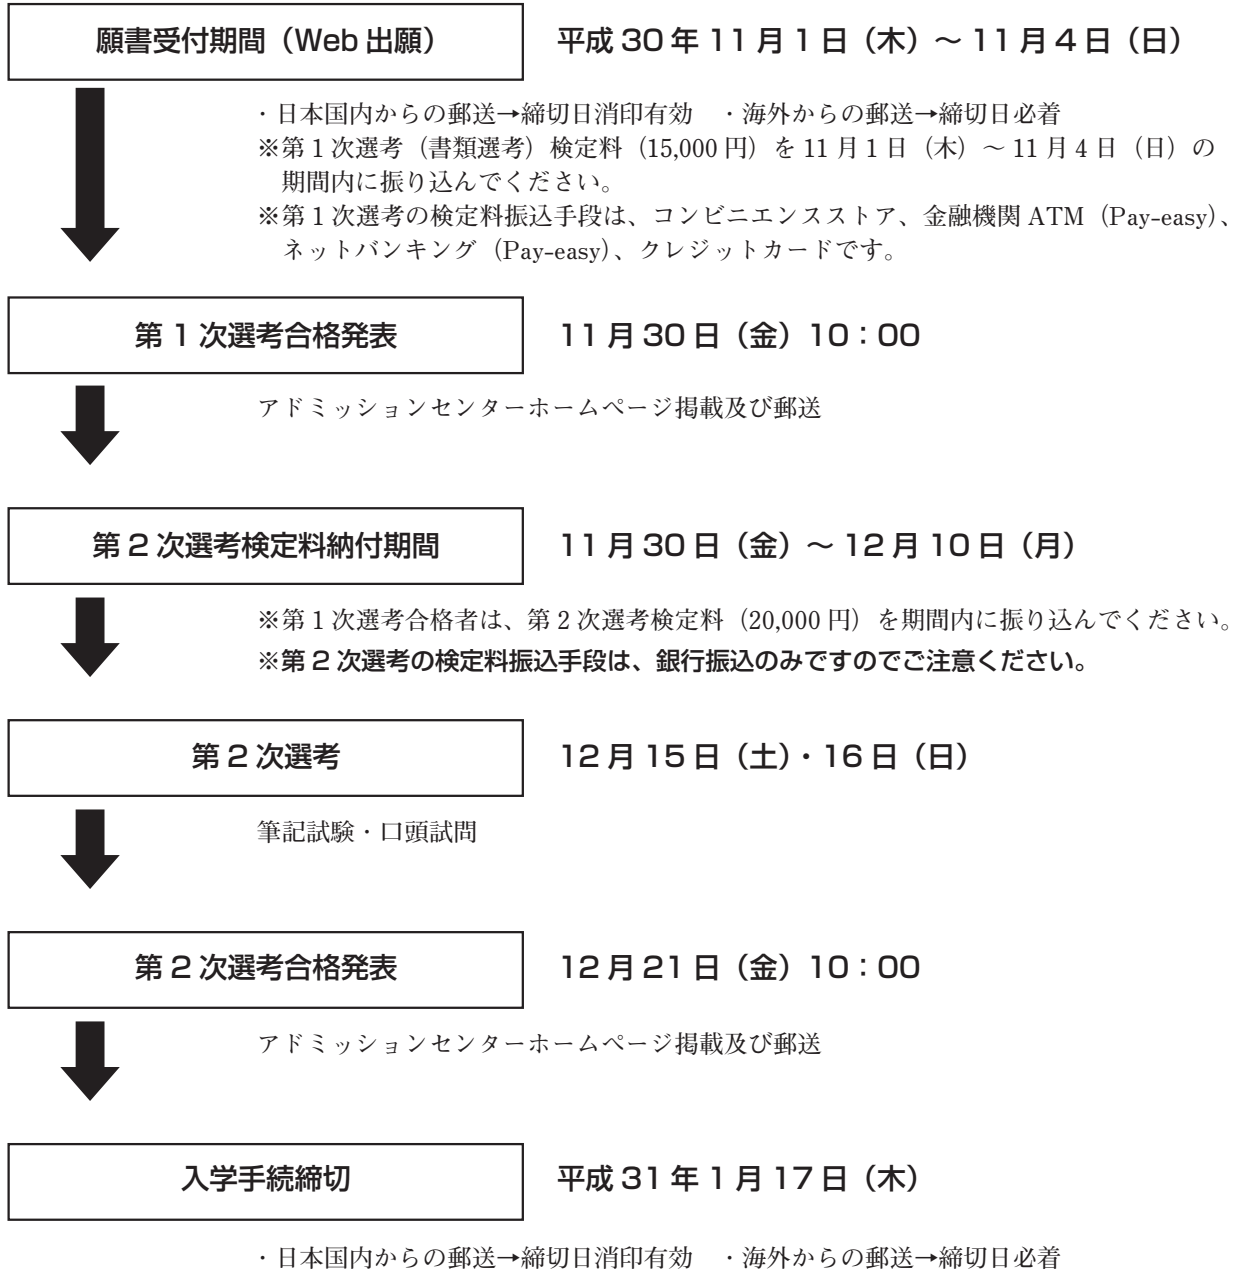 願書受付期間（Web 出願） 平成 30 年 11 月 1 日（木）～ 11 月 4 日（日）
・日本国内からの郵送→締切日消印有効　・海外からの郵送→締切日必着
※第 1 次選考（書類選考）検定料（15,000 円）を 11 月 1 日（木）～ 11 月 4 日（日）の
期間内に振り込んでください。
※第 1 次選考の検定料振込手段は、コンビニエンスストア、金融機関 ATM（Pay-easy）、
ネットバンキング（Pay-easy）、クレジットカードです。
第 1 次選考合格発表 11 月 30 日（金）10：00
アドミッションセンターホームページ掲載及び郵送
第 2 次選考検定料納付期間 11 月 30 日（金）～ 12 月 10 日（月）
※第 1 次選考合格者は、第 2 次選考検定料（20,000 円）を期間内に振り込んでください。
※第 2 次選考の検定料振込手段は、銀行振込のみですのでご注意ください。
第 2 次選考 12 月 15 日（土）・16 日（日）
筆記試験・口頭試問
第 2 次選考合格発表 12 月 21 日（金）10：00
アドミッションセンターホームページ掲載及び郵送
入学手続締切 平成 31 年 1 月 17 日（木）
・日本国内からの郵送→締切日消印有効　・海外からの郵送→締切日必着